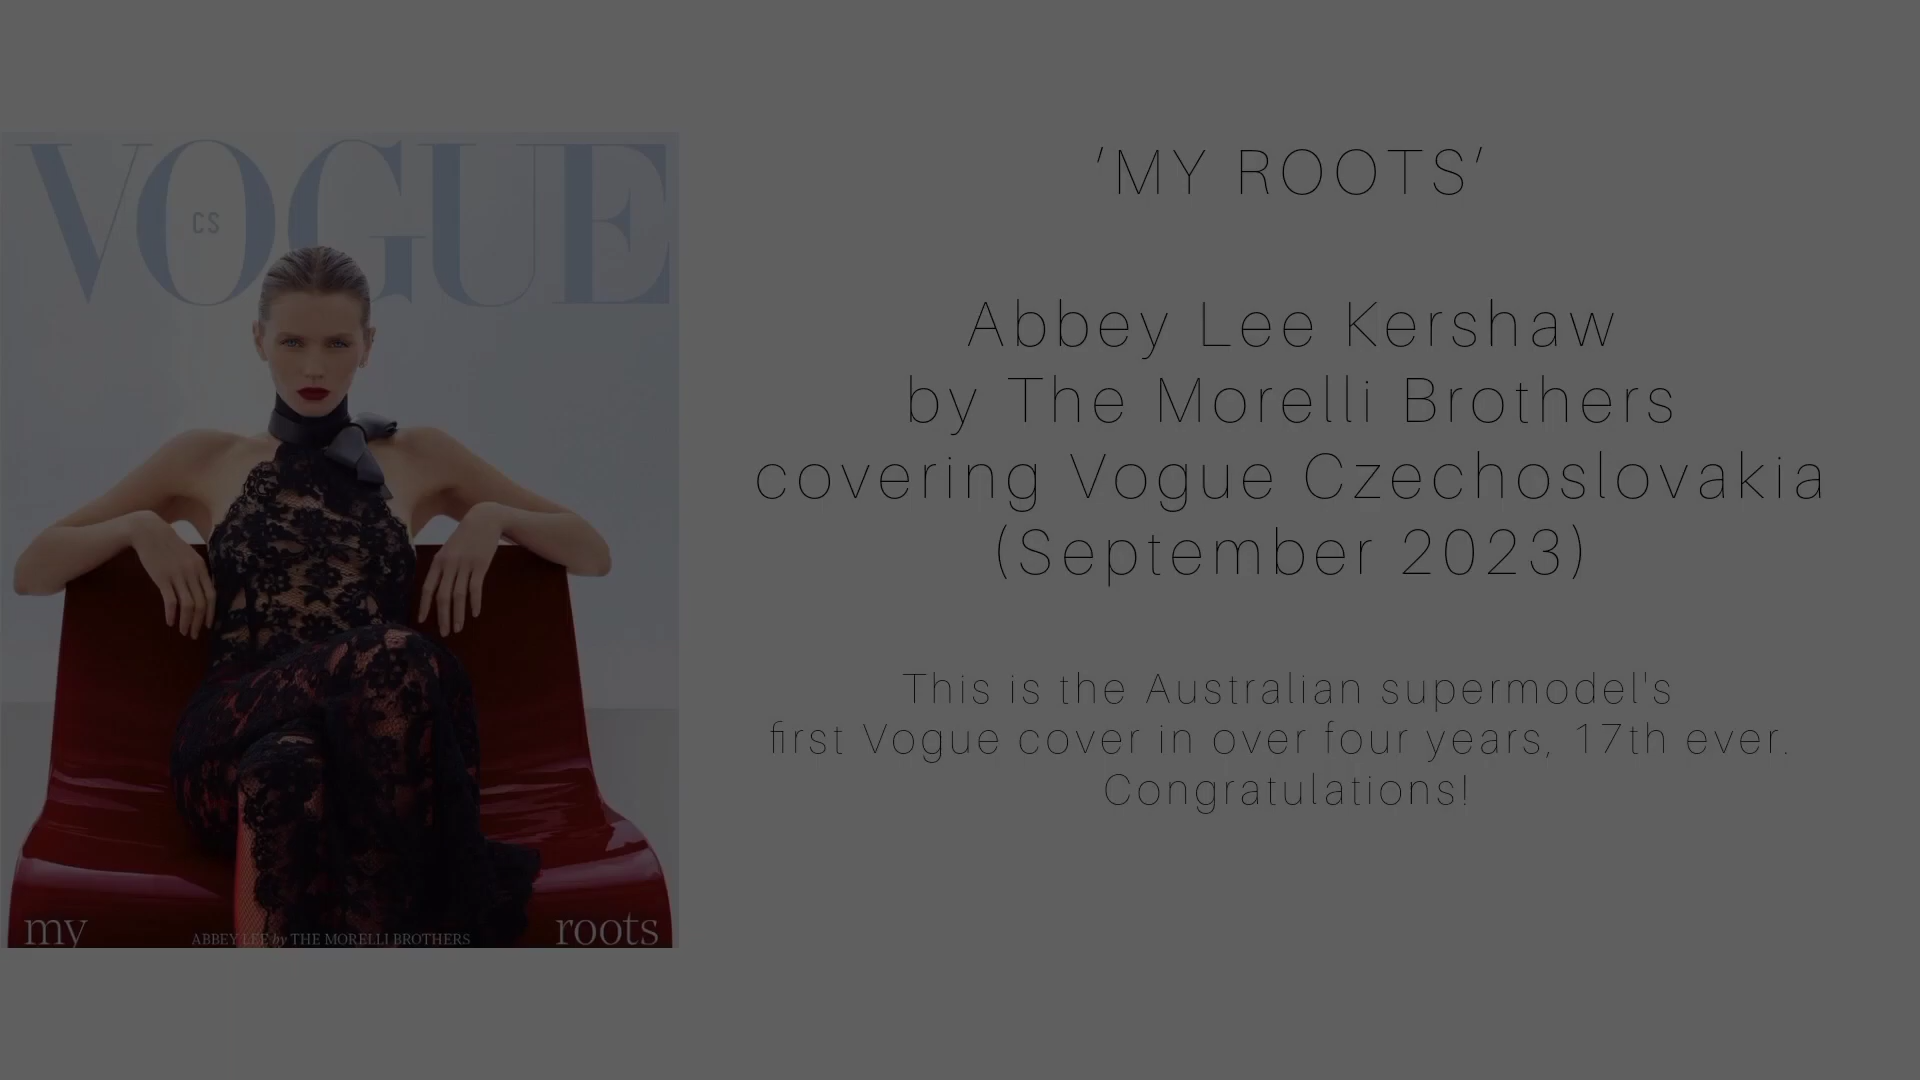 VOGUE
CS
my
ABBEY LEE by THE MORELLI BROTHERS
roots
‘MY ROOTS’
Abbey Lee Kershaw
by The Morelli Brothers
covering Vogue Czechoslovakia
(September 2023)
This is the Australian supermodel's
first Vogue cover in over four years, 17th ever.
Congratulations!